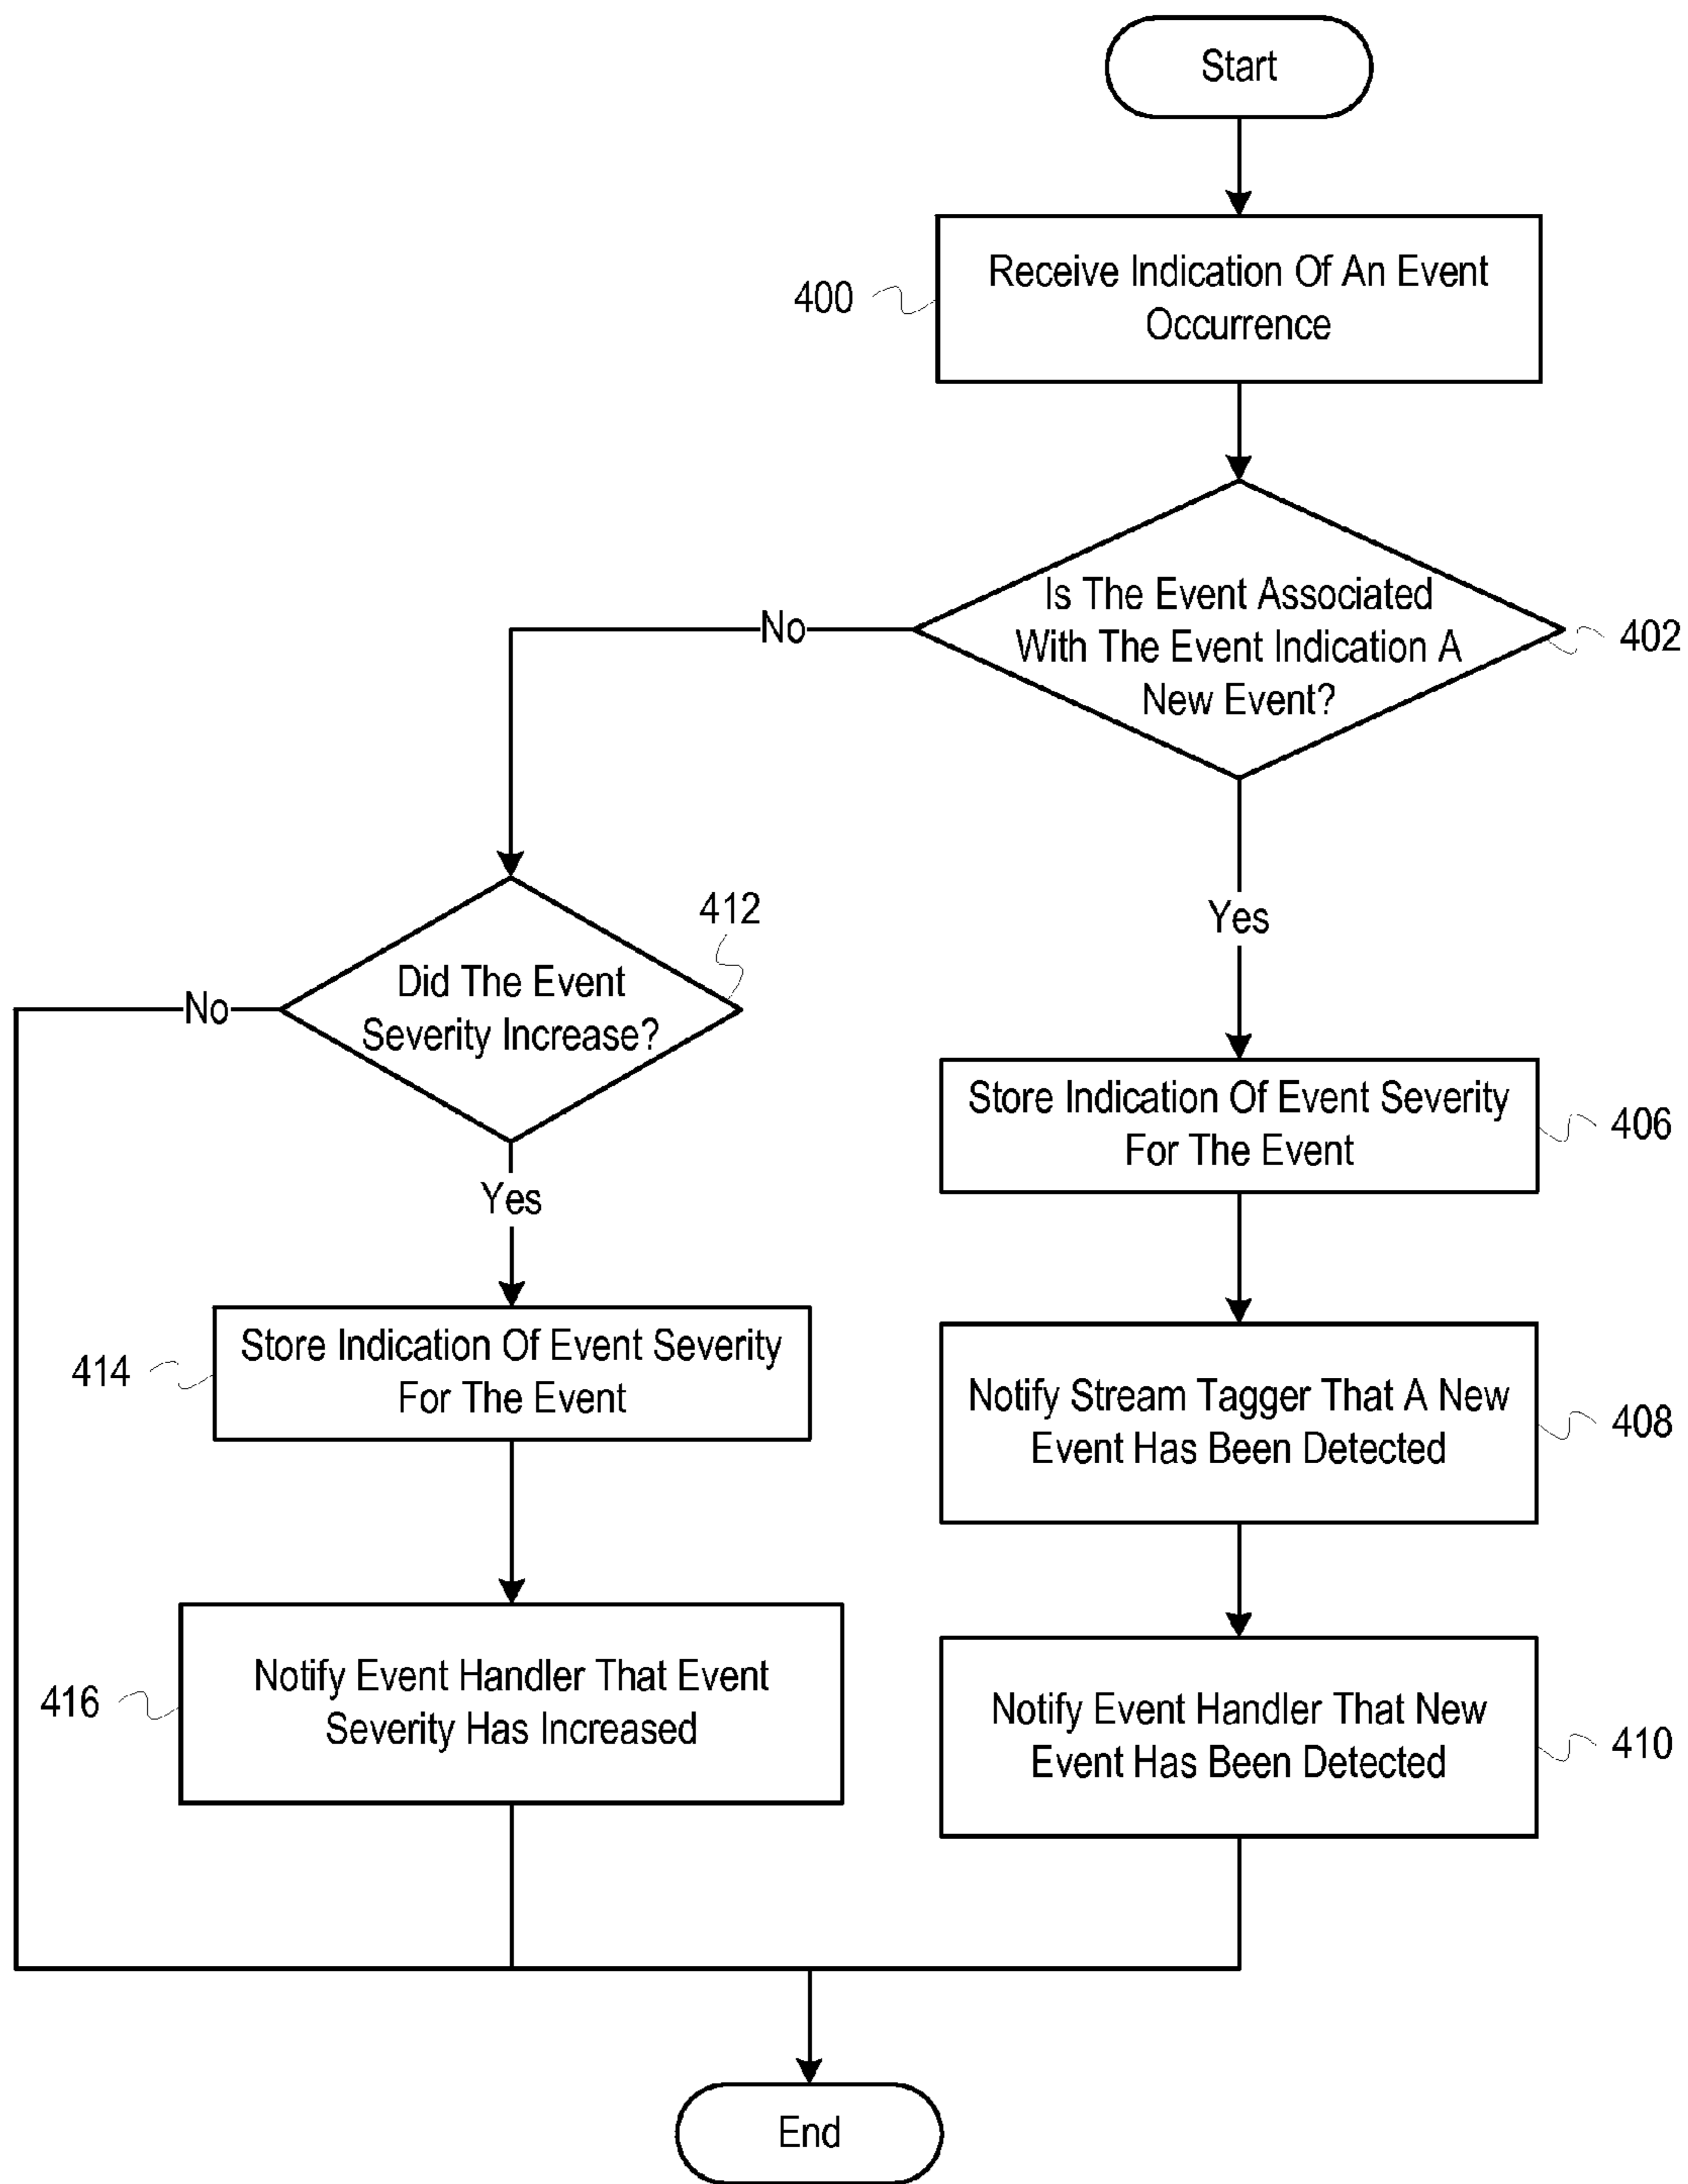 Start
Receive Indication Of An Event
Occurrence
400
Is The Event Associated
With The Event Indication A
New Event?
402
No
Yes
412
Did The Event
Severity Increase?
No
Yes
Store Indication Of Event Severity
For The Event
406
Store Indication Of Event Severity
For The Event
414
Notify Stream Tagger That A New
Event Has Been Detected
408
Notify Event Handler That Event
Severity Has Increased
416
Notify Event Handler That New
Event Has Been Detected
410
End